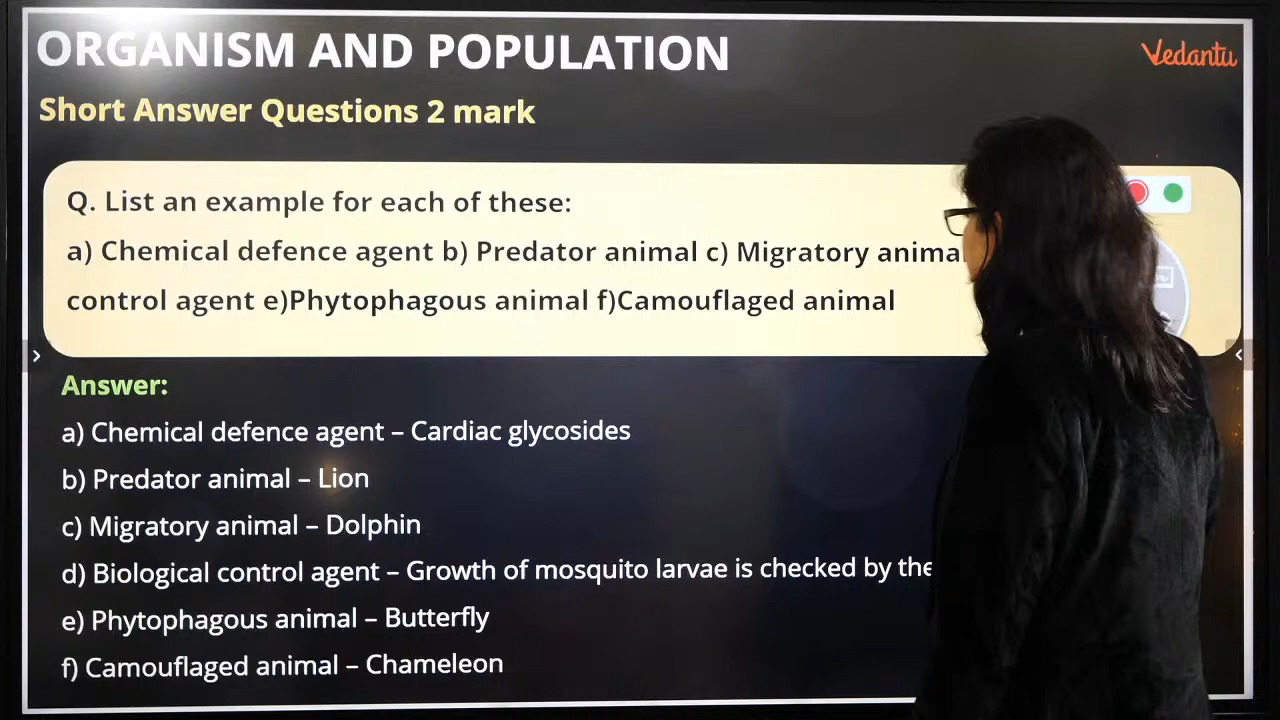 ORGANISM AND POPULATION
Vedantu
Short Answer Questions 2 mark
Q. List an example for each of these:
a) Chemical defence agent b) Predator animal c) Migratory
control agent e)Phytophagous animal f)Camouflaged animal
Answer:
a) Chemical defence agent – Cardiac glycosides
b) Predator animal – Lion
c) Migratory animal – Dolphin
d) Biological control agent – Growth of mosquito larvae is checked by the
e) Phytophagous animal – Butterfly
f) Camouflaged animal – Chameleon